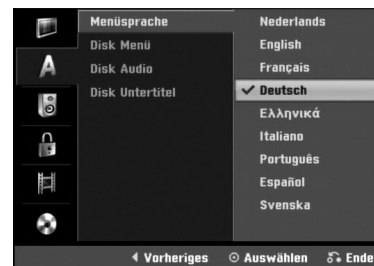 Menüsprache
Disk Menü
Disk Audio
Disk Untertitel
Nederlands
English
Français
✓ Deutsch
Ελληνικά
Italiano
Português
Español
Svenska
A
Vorheriges Auswählen Ende